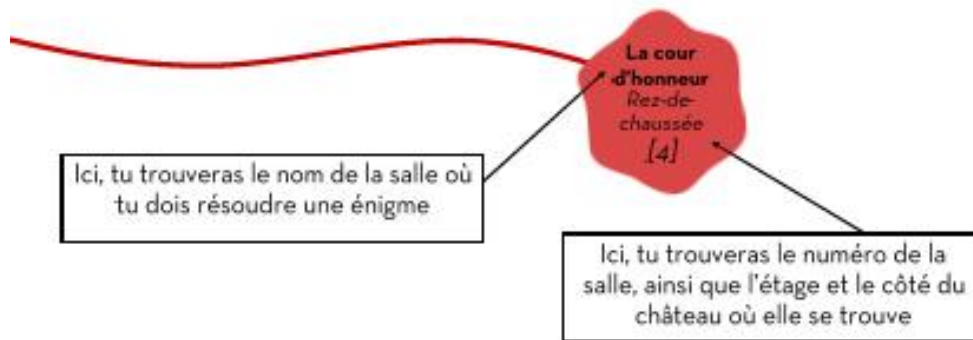 La cour
d'honneur
Rez-de-
chaussée
[4]
Ici, tu trouveras le nom de la salle où
tu dois résoudre une énigme
Ici, tu trouveras le numéro de la
salle, ainsi que l'étage et le côté du
château où elle se trouve